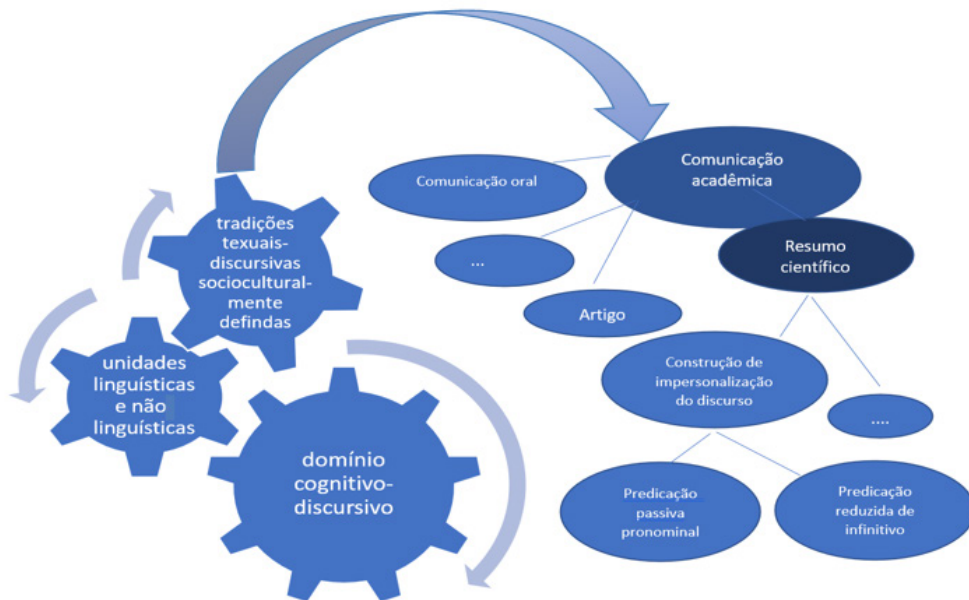 tradições
texuais-
discursivas
sociocultural-
mente
defindas
unidades
linguísticas
e não
linguísticas
domínio
cognitivo-
discursivo
Comunicação
acadêmica
Comunicação oral
...
Artigo
Resumo
científico
Construção de
impersonalização
do discurso
....
Predicação
passiva
pronominal
Predicação
reduzida de
infinitivo